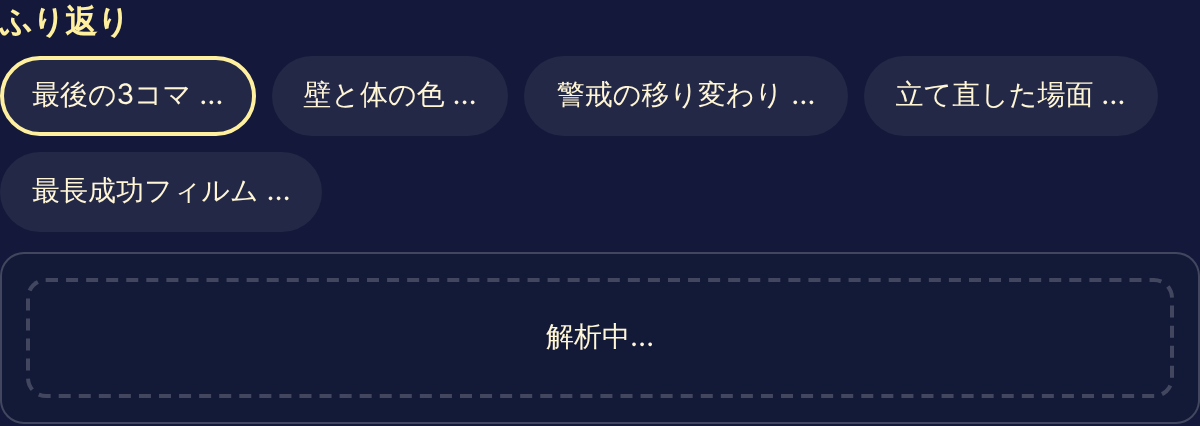 ふり返り
最後の3コマ ...
壁と体の色 ...
警戒の移り変わり ...
立て直した場面 ...
最長成功フィルム ...
解析中...